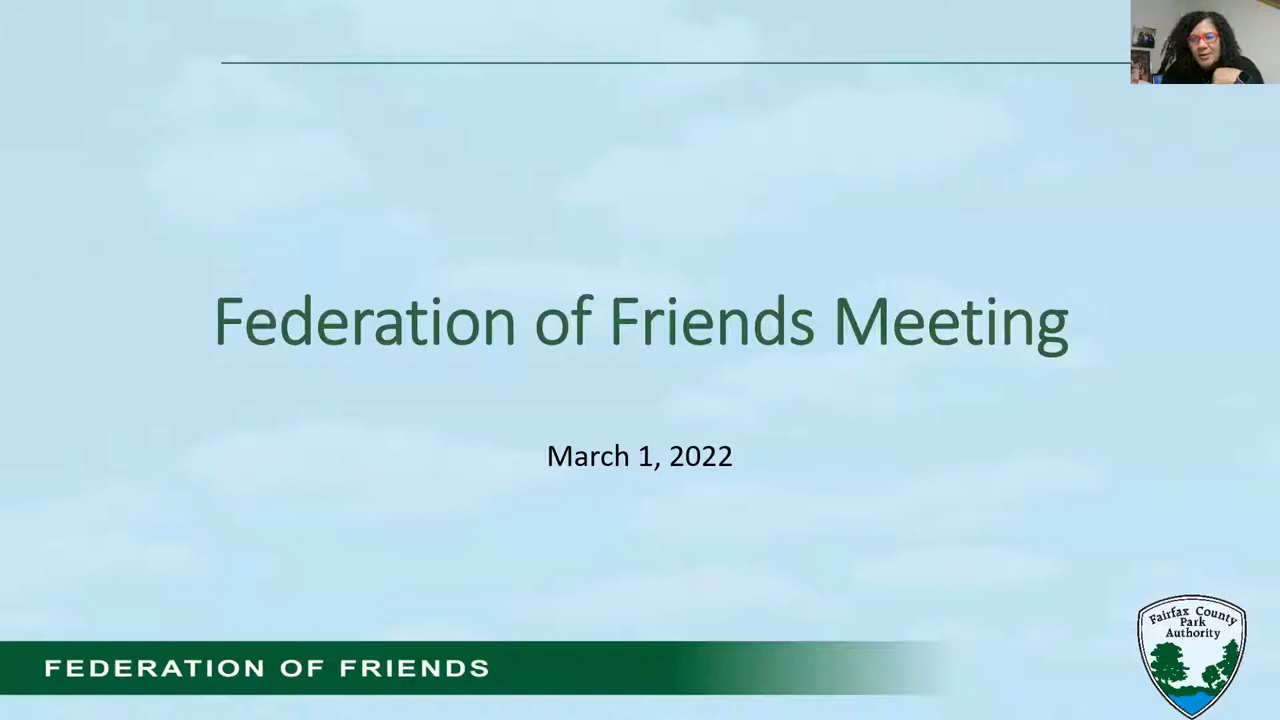 Federation of Friends Meeting
March 1, 2022
FEDERATION OF FRIENDS
Fairfax County
Park
Authority